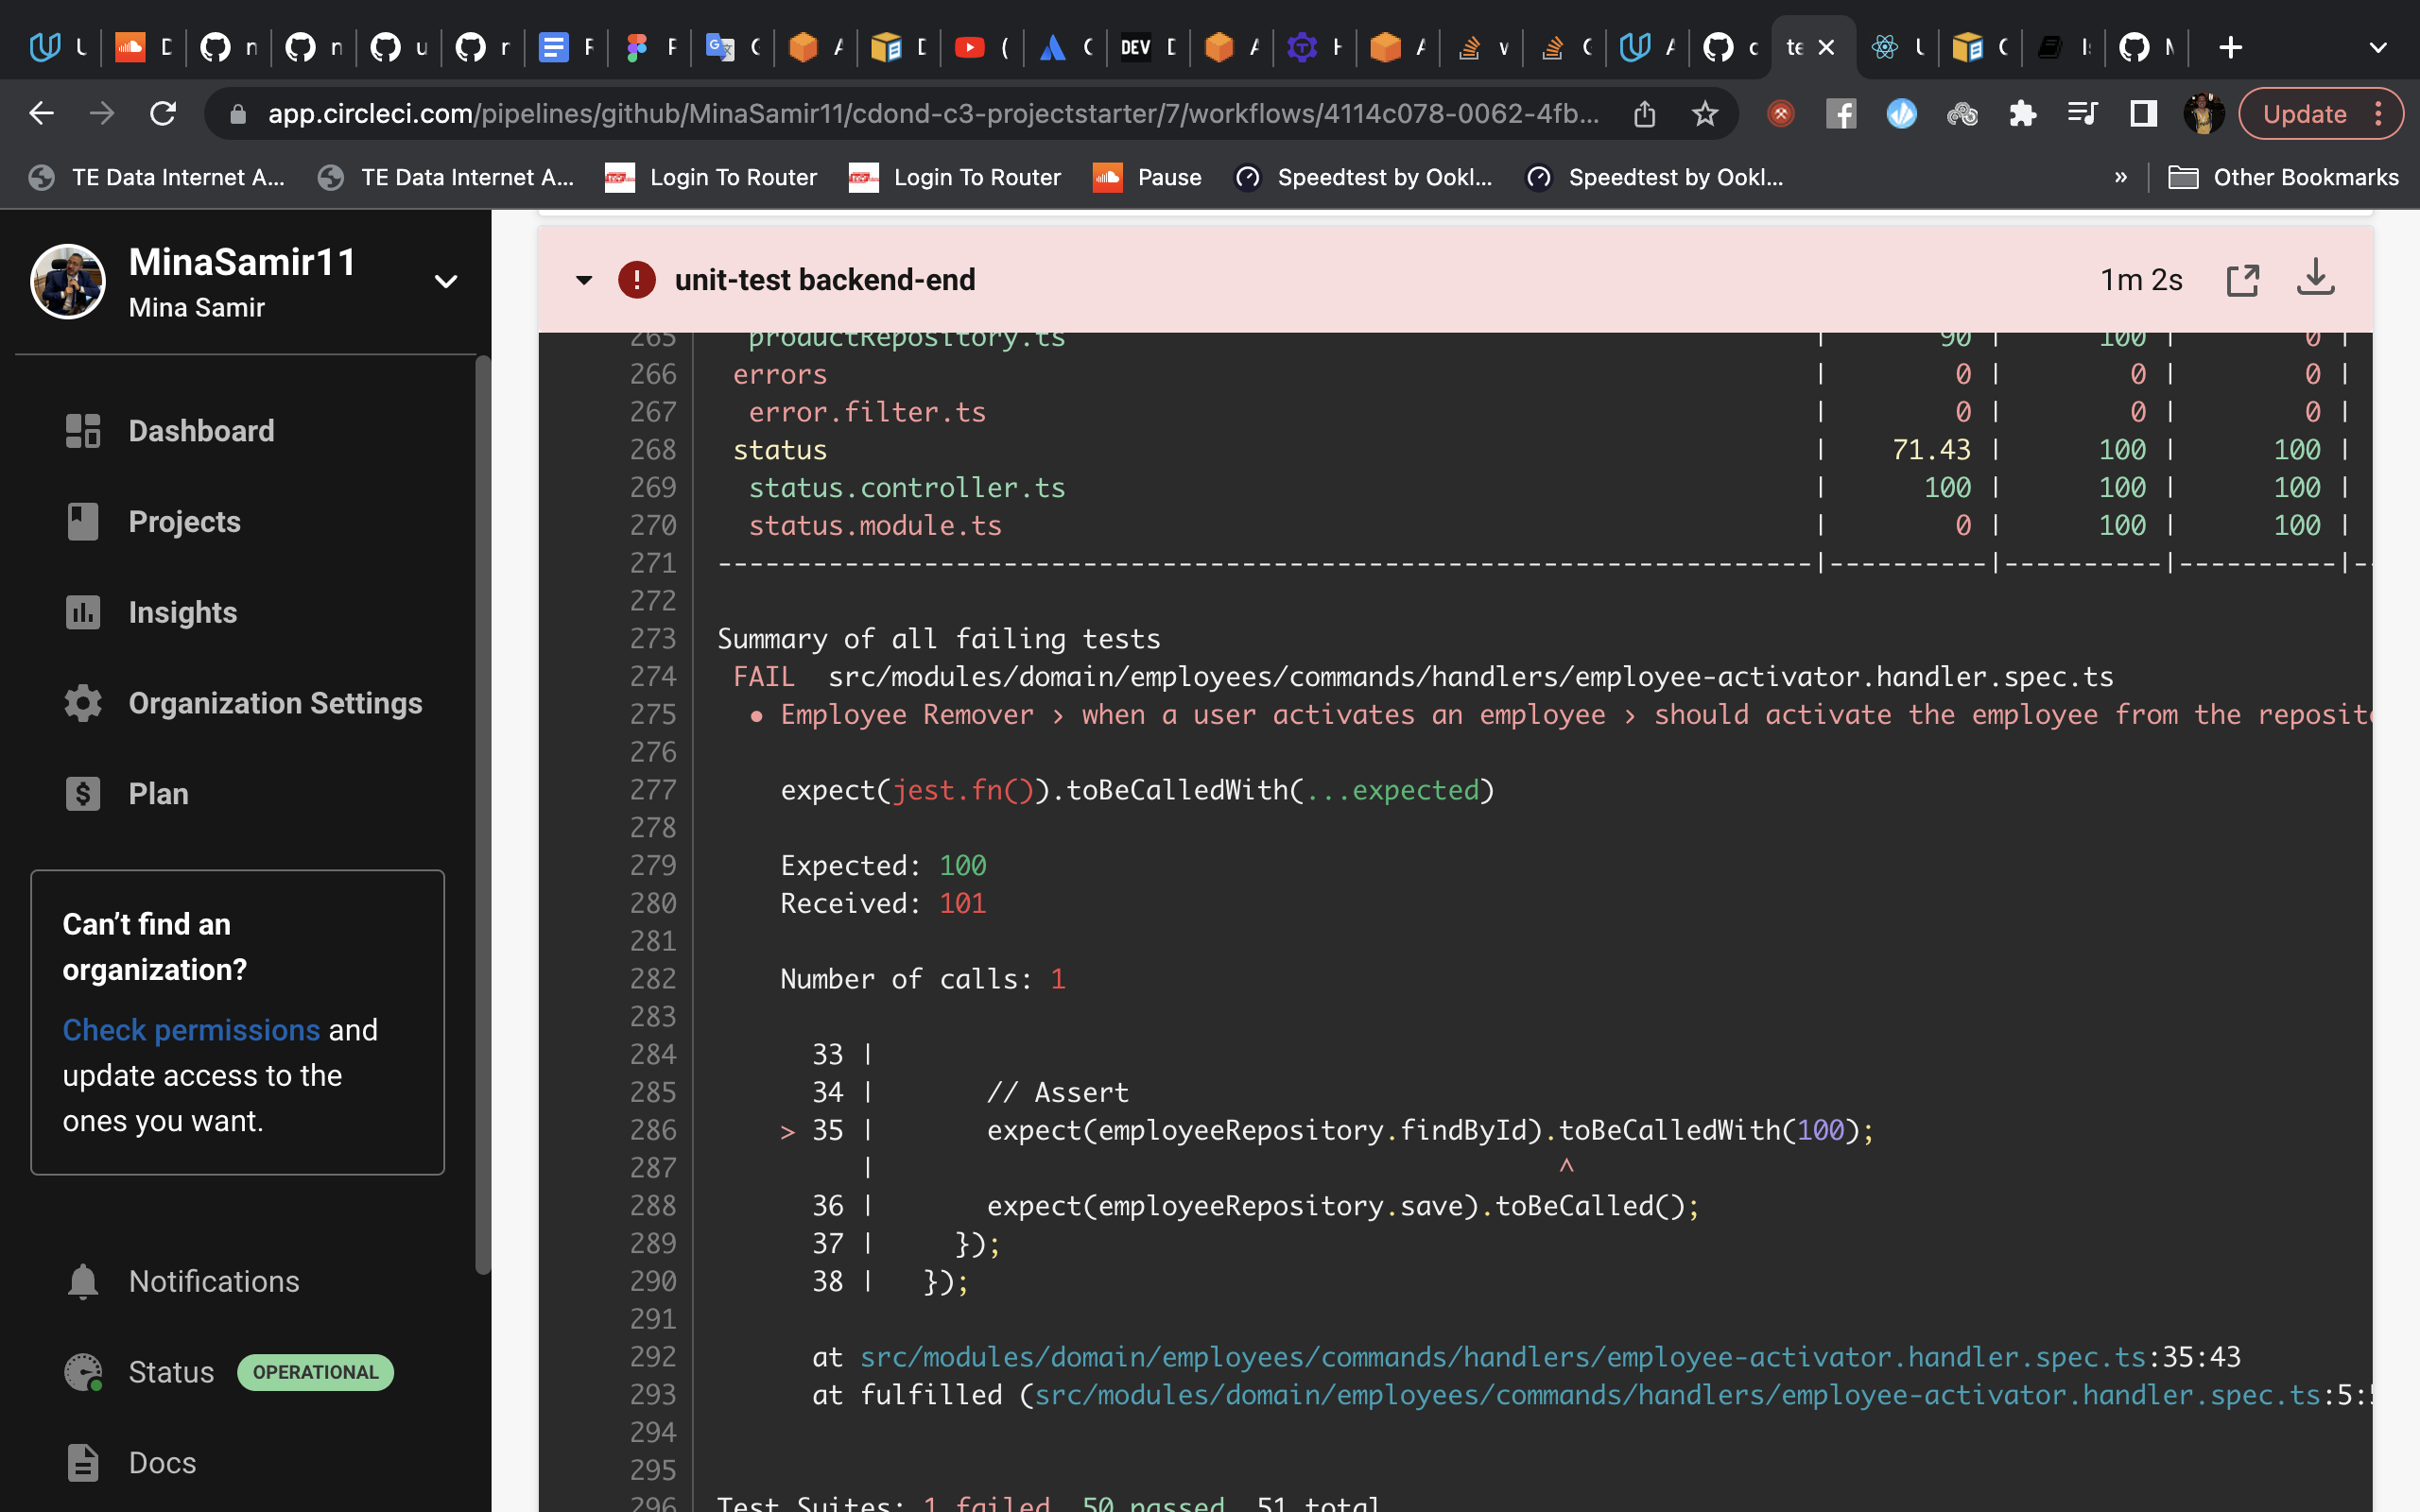 DEV
app.circleci.com/pipelines/github/MinaSamir11/cdond-c3-projectstarter/7/workflows/4114c078-0062-4fb...
Update
TE Data Internet A...
TE Data Internet A...
Login To Router
Login To Router
Pause
Speedtest by Ookl...
Speedtest by Ookl...
»
Other Bookmarks
MinaSamir11
Mina Samir
Dashboard
Projects
Insights
Organization Settings
Plan
Can’t find an
organization?
Check permissions and
update access to the
ones you want.
Notifications
Status OPERATIONAL
Docs
unit-test backend-end 1m 2s
265 productRepository.ts | 90 | 100 | 0 |
266 errors | 0 | 0 | 0 |
267 error.filter.ts | 0 | 0 | 0 |
268 status | 71.43 | 100 | 100 |
269 status.controller.ts | 100 | 100 | 100 |
270 status.module.ts | 0 | 100 | 100 |
271 ---------------------------------------------------------------------|----------|----------|----------|-
272
273 Summary of all failing tests
274 FAIL src/modules/domain/employees/commands/handlers/employee-activator.handler.spec.ts
275 ● Employee Remover › when a user activates an employee › should activate the employee from the reposit
276
277 expect(jest.fn()).toBeCalledWith(...expected)
278
279 Expected: 100
280 Received: 101
281
282 Number of calls: 1
283
284 33 |
285 34 | // Assert
286 > 35 | expect(employeeRepository.findById).toBeCalledWith(100);
287 | ^
288 36 | expect(employeeRepository.save).toBeCalled();
289 37 | });
290 38 | });
291
292 at src/modules/domain/employees/commands/handlers/employee-activator.handler.spec.ts:35:43
293 at fulfilled (src/modules/domain/employees/commands/handlers/employee-activator.handler.spec.ts:5:
294
295
296 Test Suites: 1 failed, 50 passed, 51 total